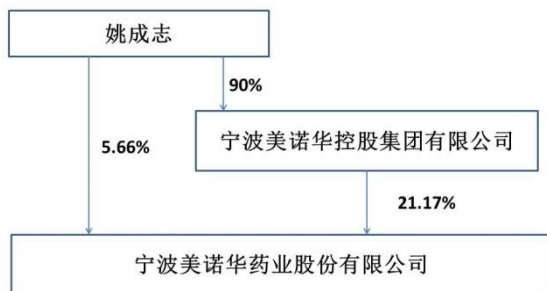 姚成志
90%
宁波美诺华控股集团有限公司
5.66%
21.17%
宁波美诺华药业股份有限公司